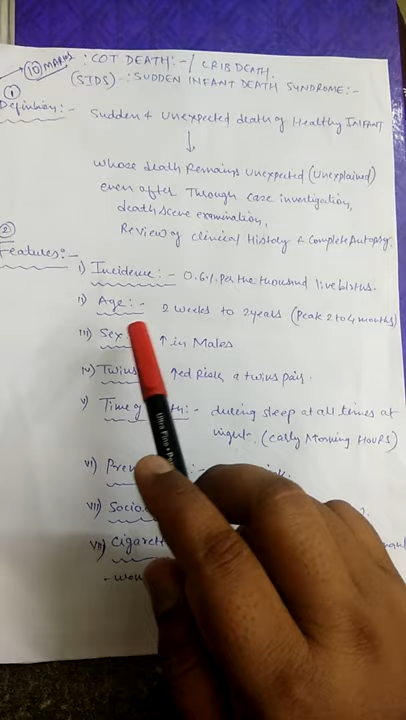 (10) MARKS : COT DEATH :- / CRIB DEATH.
(SIDS) -: SUDDEN INFANT DEATH SYNDROME :-
(1)
Definition :- Sudden & Unexpected death of Healthy INFANT
↓
whose death Remains unexpected (unexplained)
even after Through case investigation,
death scene examination,
Review of clinical History & Complete Autopsy.
(2)
Features :-
i) Incidence :- 0.6%. Per the thousand live births.
ii) Age :- 2 weeks to 2 years (Peak 2 to 4 months)
iii) Sex ↑ in Males
iv) Twins ↑ed Risk, a twins pair.
v) Time of :- during sleep at all times at
night. (early Morning HOURS)
vi)
vii) Socio
vii) Cigaret